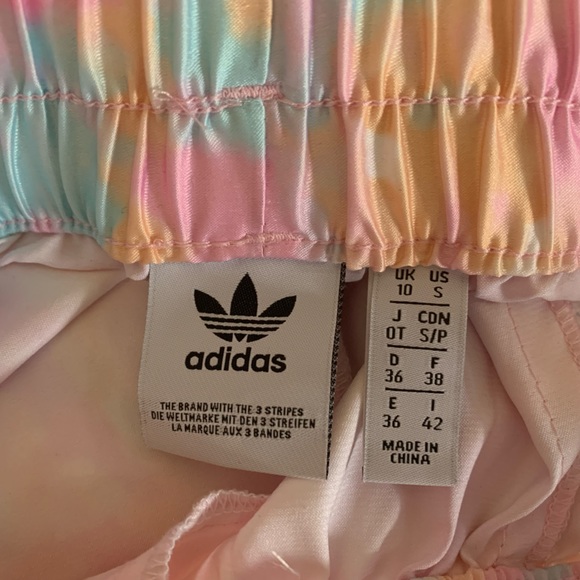 adidas
THE BRAND WITH THE 3 STRIPES
DIE WELTMARKE MIT DEN 3 STREIFEN
LA MARQUE AUX 3 BANDES
UK US
10 S
J CDN
OT S/P
D F
36 38
E I
36 42
MADE IN
CHINA